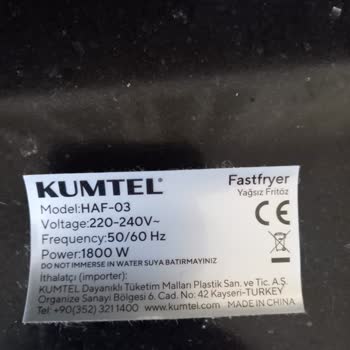 KUMTEL®
Fastfryer
Yağsız Fritöz
Model:HAF-03
Voltage:220-240V~
Frequency:50/60 Hz
Power:1800 W
CE
DO NOT IMMERSE IN WATER SUYA BATIRMAYINIZ
İthalatçı (importer):
KUMTEL Dayanıklı Tüketim Malları Plastik San. ve Tic. A.Ş.
Organize Sanayi Bölgesi 6. Cad. No: 42 Kayseri-TURKEY
Tel: +90(352) 321 1400 www.kumtel.com MADE IN CHINA